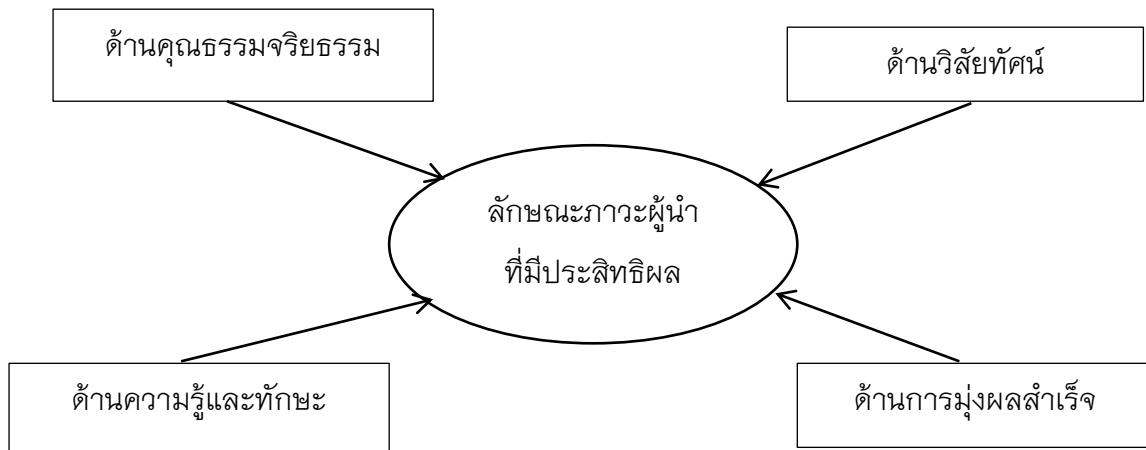 ด้านคุณธรรมจริยธรรม
ด้านวิสัยทัศน์
ลักษณะภาวะผู้นำ
ที่มีประสิทธิผล
ด้านความรู้และทักษะ
ด้านการมุ่งผลสำเร็จ